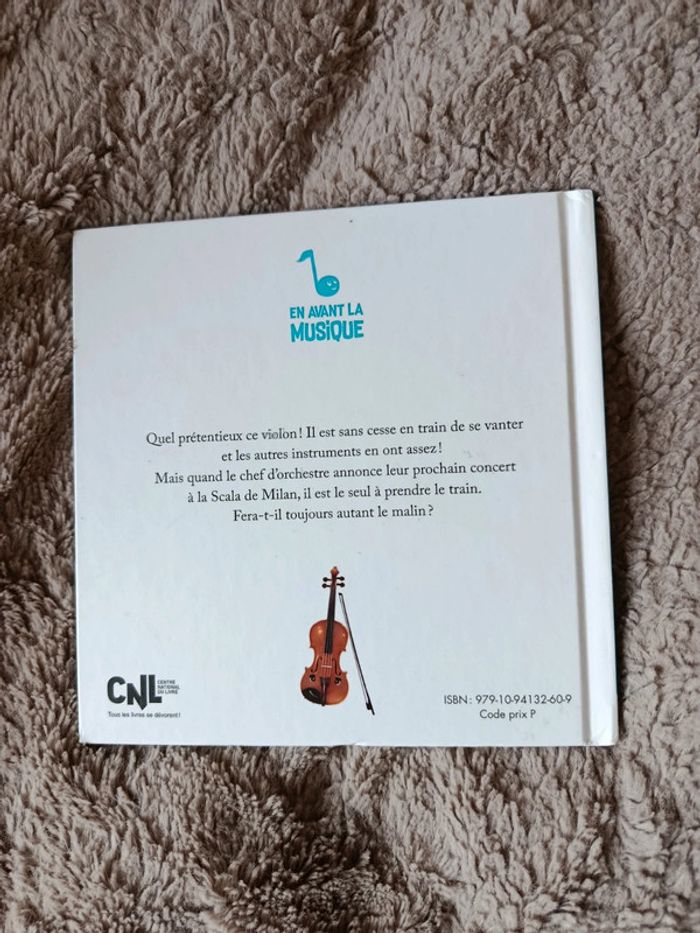 EN AVANT LA
MUSIQUE
Quel prétentieux ce violon ! Il est sans cesse en train de se vanter
et les autres instruments en ont assez !
Mais quand le chef d'orchestre annonce leur prochain concert
à la Scala de Milan, il est le seul à prendre le train.
Fera-t-il toujours autant le malin ?
CNL
CENTRE
NATIONAL
DU LIVRE
Tous les livres se dévorent !
ISBN : 979-10-94132-60-9
Code prix P